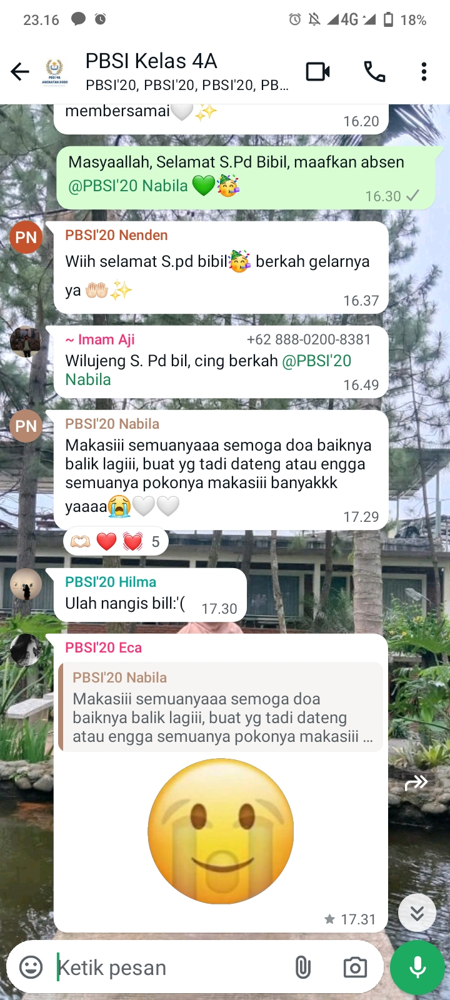 23.16
4G
18%
PBSI Kelas 4A
PBSI'20, PBSI'20, PBSI'20, PB...
PBSI 4A
ANGKATAN 2020
membersamai🤍✨
16.20
Masyaallah, Selamat S.Pd Bibil, maafkan absen
@PBSI'20 Nabila 💚🥳
16.30
PN
PBSI'20 Nenden
Wiih selamat S.pd bibil🥳 berkah gelarnya
ya 🤲🏻✨
16.37
~ Imam Aji
+62 888-0200-8381
Wilujeng S. Pd bil, cing berkah @PBSI'20
Nabila
16.49
PN
PBSI'20 Nabila
Makasiii semuanyaaa semoga doa baiknya
balik lagiii, buat yg tadi dateng atau engga
semuanya pokonya makasiii banyakkk
yaaaa😭🤍🤍
17.29
🫶🏻 ❤️ 💓 5
PBSI'20 Hilma
Ulah nangis bill:'(
17.30
PBSI'20 Eca
PBSI'20 Nabila
Makasiii semuanyaaa semoga doa
baiknya balik lagiii, buat yg tadi dateng
atau engga semuanya pokonya makasiii ...
17.31
Ketik pesan